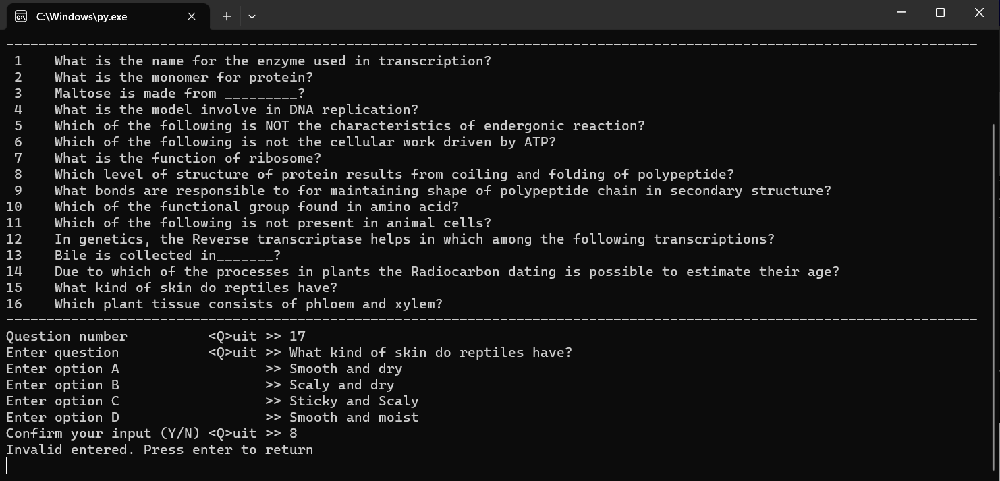 C:\Windows\py.exe
------------------------------------------------------------------------------------------------------------------------
1 What is the name for the enzyme used in transcription?
2 What is the monomer for protein?
3 Maltose is made from _________?
4 What is the model involve in DNA replication?
5 Which of the following is NOT the characteristics of endergonic reaction?
6 Which of the following is not the cellular work driven by ATP?
7 What is the function of ribosome?
8 Which level of structure of protein results from coiling and folding of polypeptide?
9 What bonds are responsible to for maintaining shape of polypeptide chain in secondary structure?
10 Which of the functional group found in amino acid?
11 Which of the following is not present in animal cells?
12 In genetics, the Reverse transcriptase helps in which among the following transcriptions?
13 Bile is collected in_______?
14 Due to which of the processes in plants the Radiocarbon dating is possible to estimate their age?
15 What kind of skin do reptiles have?
16 Which plant tissue consists of phloem and xylem?
------------------------------------------------------------------------------------------------------------------------
Question number <Q>uit >> 17
Enter question <Q>uit >> What kind of skin do reptiles have?
Enter option A >> Smooth and dry
Enter option B >> Scaly and dry
Enter option C >> Sticky and Scaly
Enter option D >> Smooth and moist
Confirm your input (Y/N) <Q>uit >> 8
Invalid entered. Press enter to return